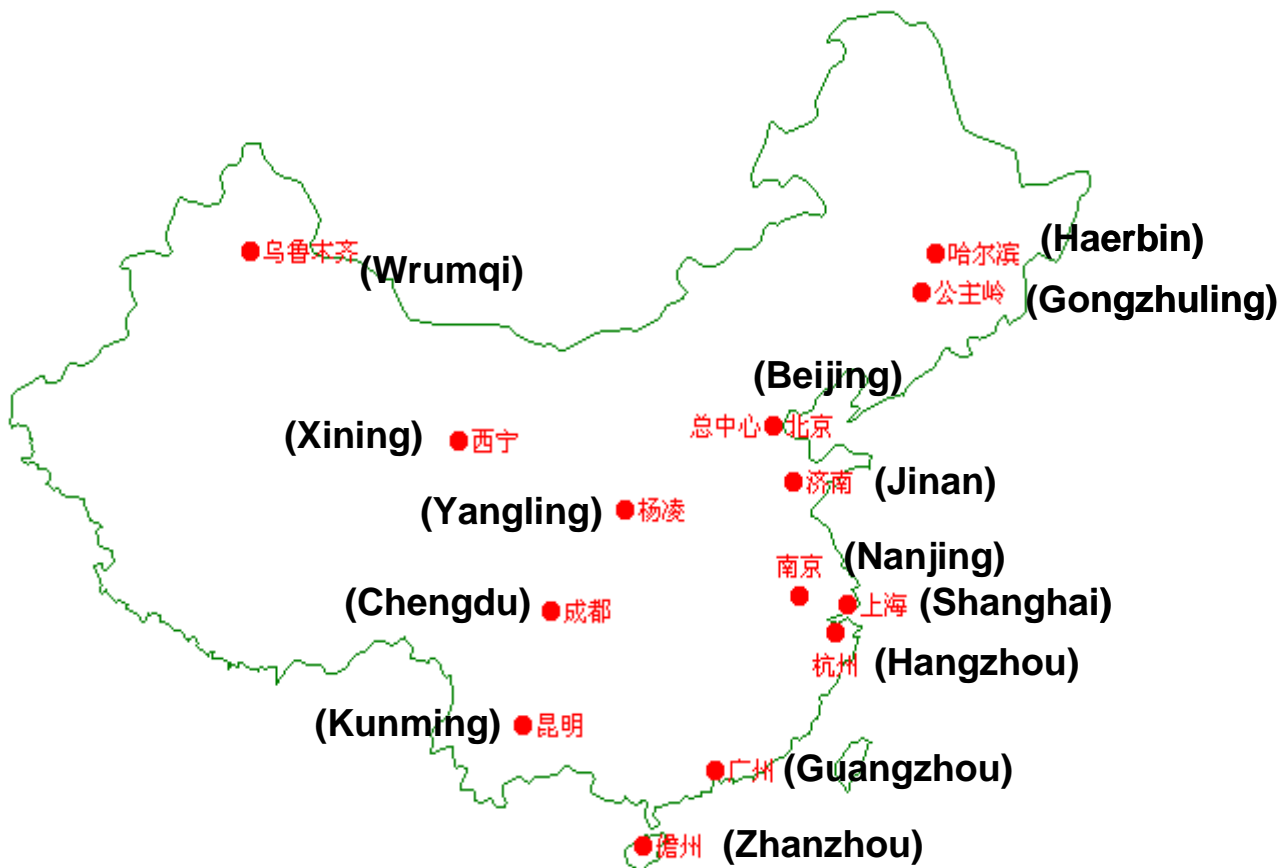 (Haerbin)
哈尔滨
乌鲁木齐
(Wrumqi)
公主岭
(Gongzhuling)
(Beijing)
总中心
北京
(Xining)
西宁
济南
(Jinan)
(Yangling)
杨凌
(Nanjing)
南京
(Chengdu)
成都
上海
(Shanghai)
杭州
(Hangzhou)
(Kunming)
昆明
广州
(Guangzhou)
儋州
(Zhanzhou)